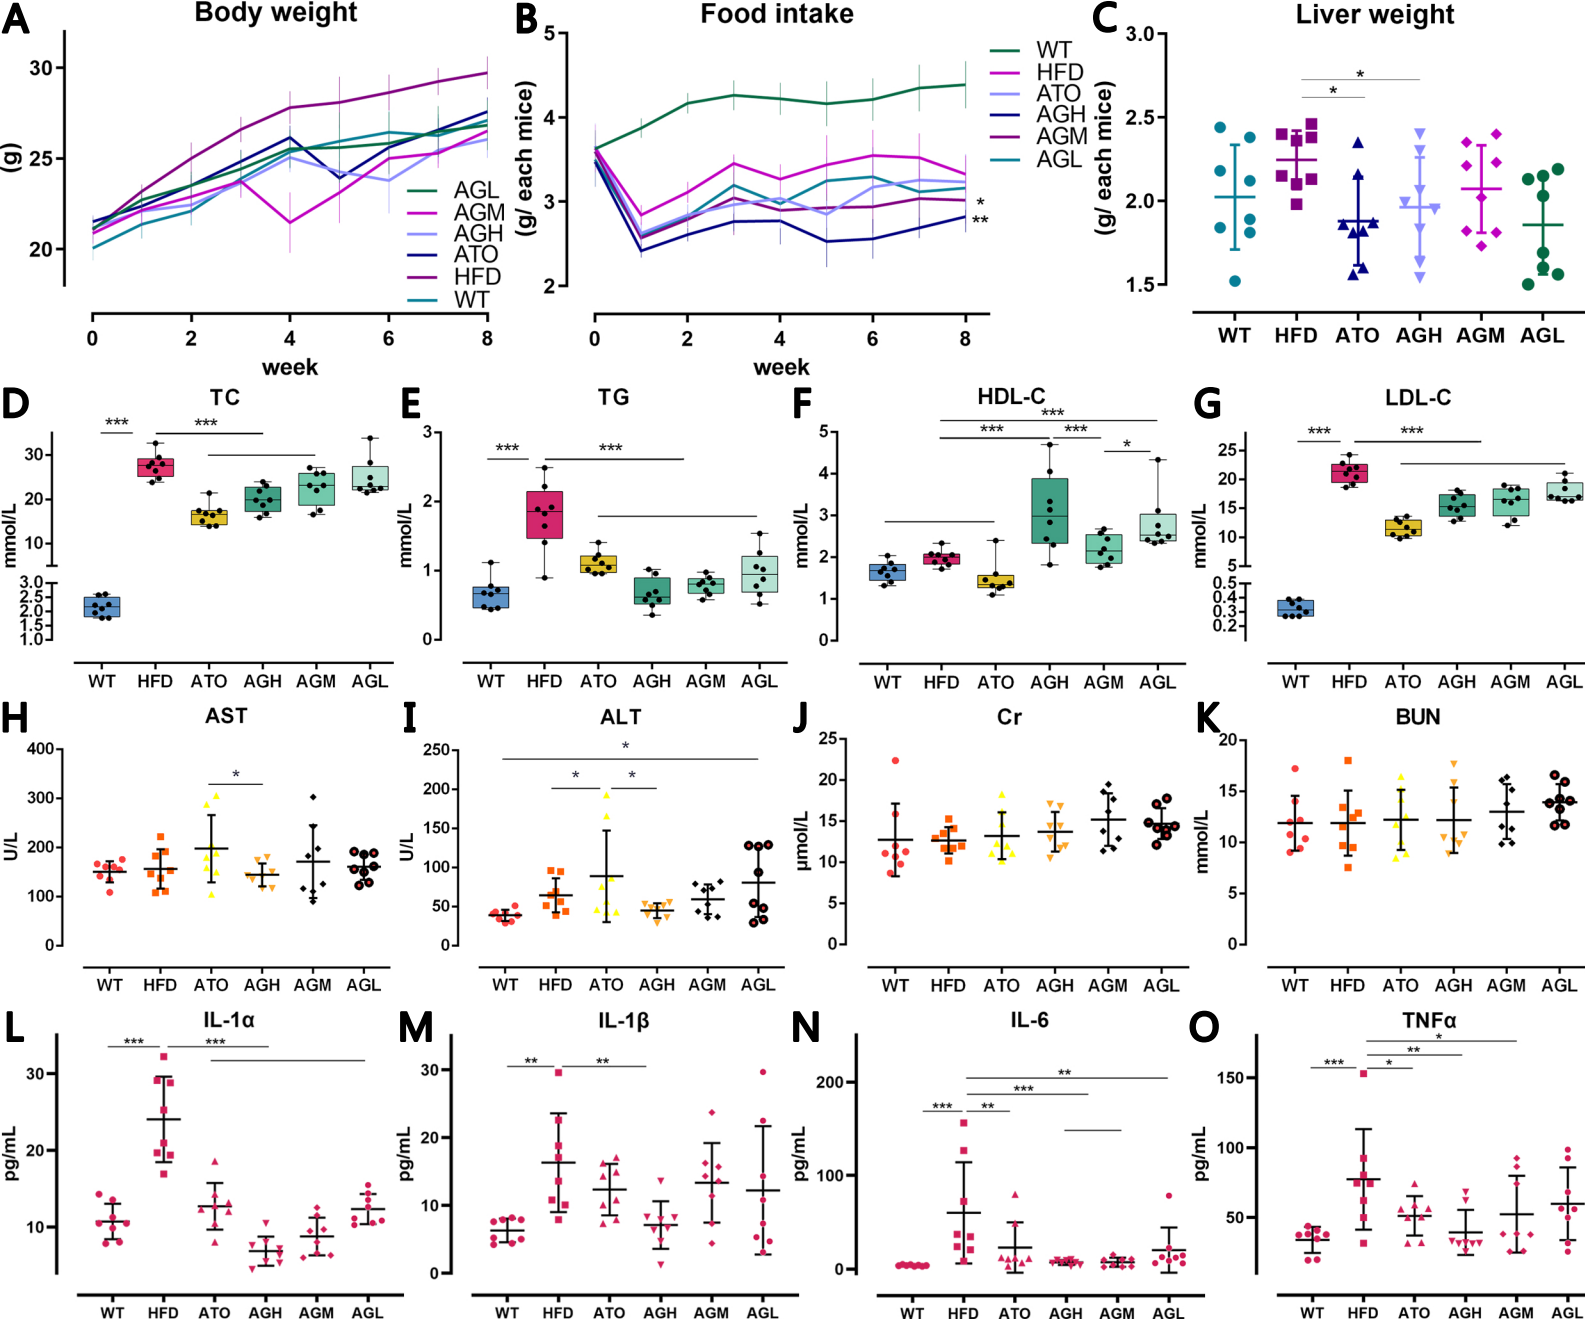 A
Body weight
(g)
30
25
20
0
2
4
6
8
week
AGL
AGM
AGH
ATO
HFD
WT
B
Food intake
(g/ each mice)
5
4
3
2
0
2
4
6
8
week
WT
HFD
ATO
AGH
AGM
AGL
*
**
C
Liver weight
(g/ each mice)
3.0
2.5
2.0
1.5
*
*
WT HFD ATO AGH AGM AGL
D
TC
mmol/L
30
20
10
3.0
2.5
2.0
1.5
1.0
*** ***
WT HFD ATO AGH AGM AGL
E
TG
mmol/L
3
2
1
0
*** ***
WT HFD ATO AGH AGM AGL
F
HDL-C
mmol/L
5
4
3
2
1
0
***
*** ***
*
WT HFD ATO AGH AGM AGL
G
LDL-C
mmol/L
25
20
15
10
5
0.5
0.4
0.3
0.2
*** ***
WT HFD ATO AGH AGM AGL
H
AST
U/L
400
300
200
100
0
*
WT HFD ATO AGH AGM AGL
I
ALT
U/L
250
200
150
100
50
0
*
* *
WT HFD ATO AGH AGM AGL
J
Cr
μmol/L
25
20
15
10
5
0
WT HFD ATO AGH AGM AGL
K
BUN
mmol/L
20
15
10
5
0
WT HFD ATO AGH AGM AGL
L
IL-1α
pg/mL
30
20
10
*** ***
WT HFD ATO AGH AGM AGL
M
IL-1β
pg/mL
30
20
10
0
** **
WT HFD ATO AGH AGM AGL
N
IL-6
pg/mL
200
100
0
**
***
*** **
WT HFD ATO AGH AGM AGL
O
TNFα
pg/mL
150
100
50
*
**
*** *
WT HFD ATO AGH AGM AGL